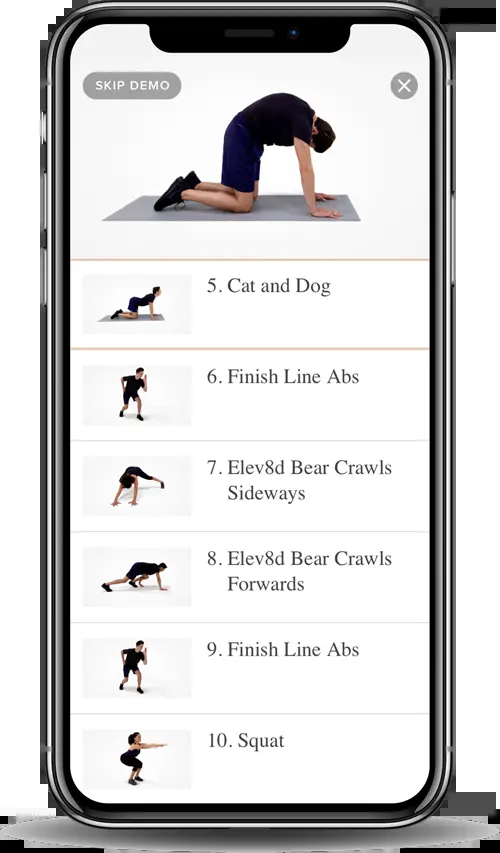 SKIP DEMO
5. Cat and Dog
6. Finish Line Abs
7. Elev8d Bear Crawls
Sideways
8. Elev8d Bear Crawls
Forwards
9. Finish Line Abs
10. Squat